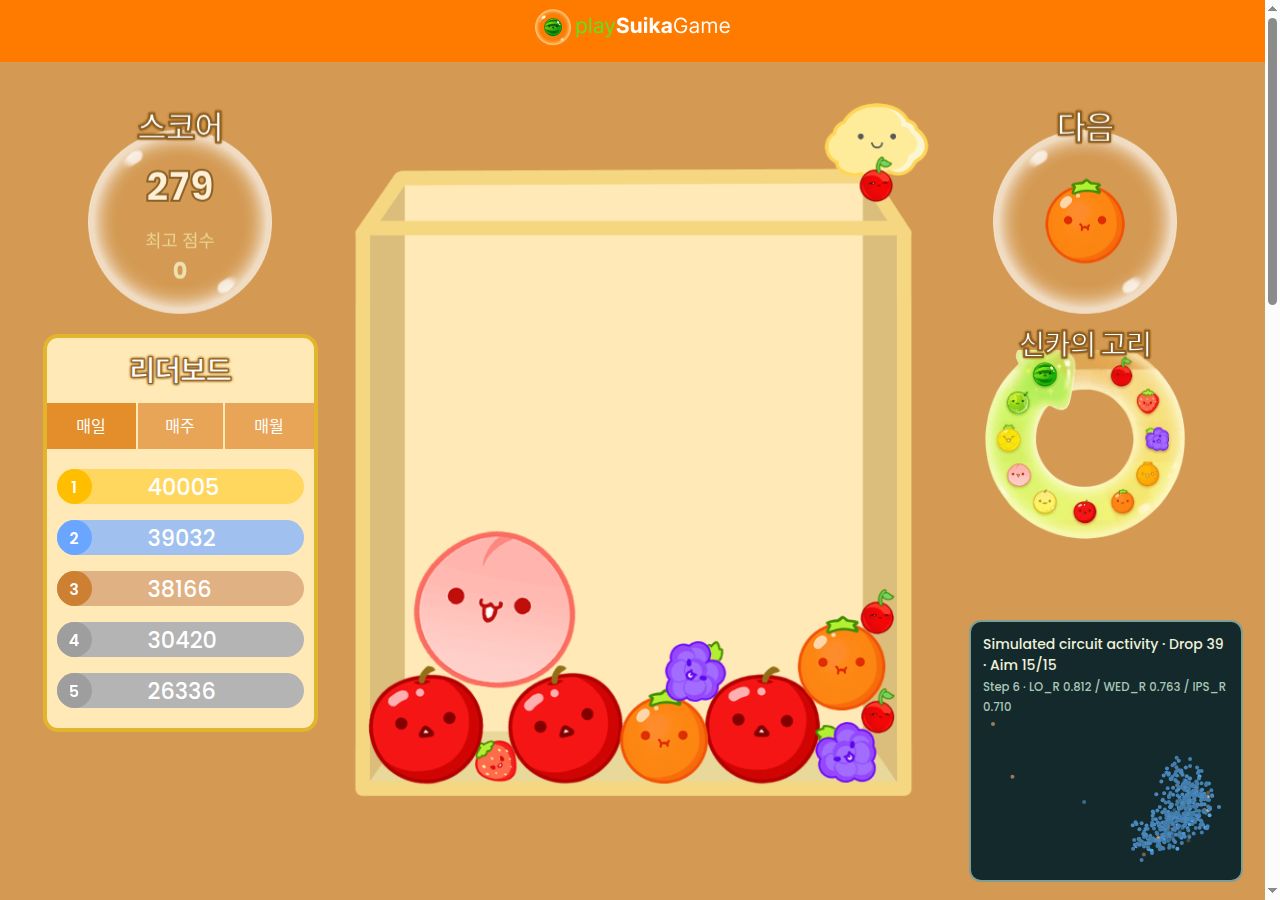 playSuikaGame
스코어
279
최고 점수
0
리더보드
매일 매주 매월
1 40005
2 39032
3 38166
4 30420
5 26336
다음
신카의 고리
Simulated circuit activity · Drop 39
· Aim 15/15
Step 6 · LO_R 0.812 / WED_R 0.763 / IPS_R
0.710